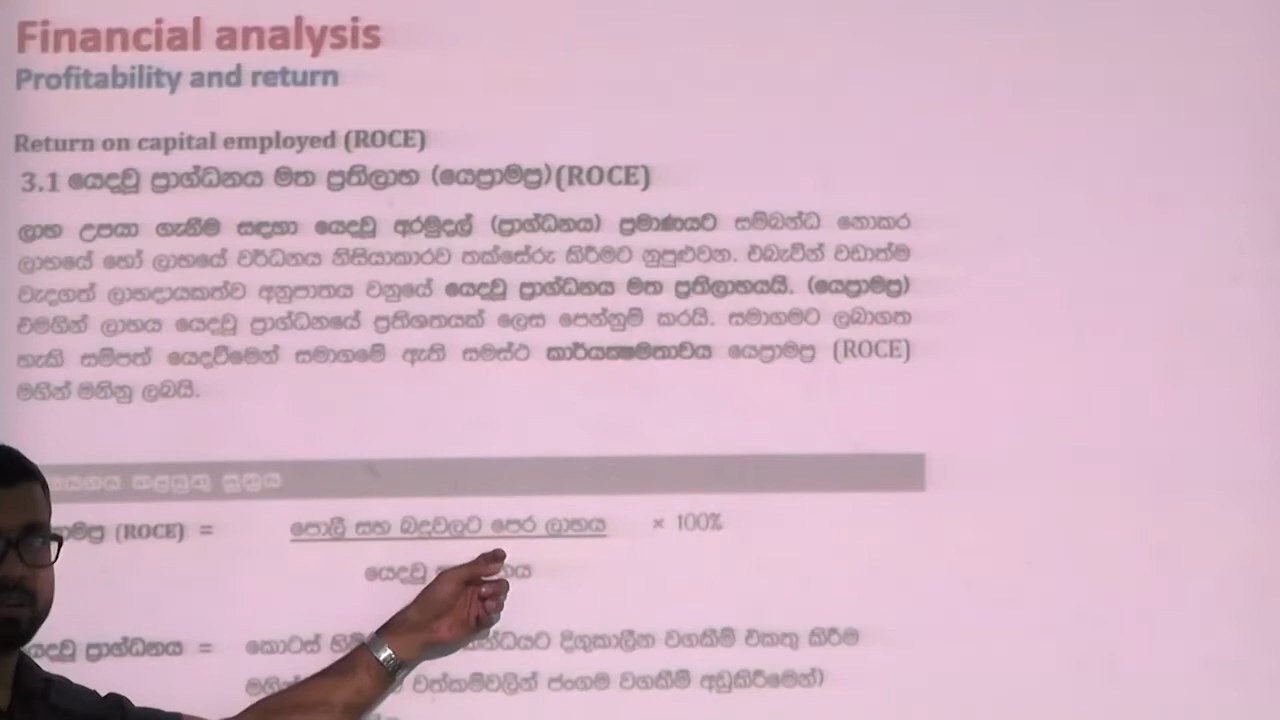 Financial analysis
Profitability and return
Return on capital employed (ROCE)
3.1 යෙදවූ ප්‍රාග්ධනය මත ප්‍රතිලාභ (යෙප්‍රාමප්‍ර)(ROCE)
ලාභ උපයා ගැනීම සඳහා යෙදවූ අරමුදල් (ප්‍රාග්ධනය) ප්‍රමාණයට සම්බන්ධ නොකර
ලාභයේ හෝ ලාභයේ වර්ධනය නිසියාකාරව තක්සේරු කිරීමට නුපුළුවන. එබැවින් වඩාත්ම
වැදගත් ලාභදායකත්ව අනුපාතය වනුයේ යෙදවූ ප්‍රාග්ධනය මත ප්‍රතිලාභයයි. (යෙප්‍රාමප්‍ර)
එමගින් ලාභය යෙදවූ ප්‍රාග්ධනයේ ප්‍රතිශතයක් ලෙස පෙන්නුම් කරයි. සමාගමට ලබාගත
හැකි සම්පත් යෙදවීමෙන් සමාගමේ ඇති සමස්ථ කාර්යක්ෂමතාවය යෙප්‍රාමප්‍ර (ROCE)
මගින් මනිනු ලබයි.
කළයුතු සූත්‍රය
(ROCE) = පොලී සහ බදුවලට පෙර ලාභය × 100%
යෙදවූ
ප්‍රාග්ධනය = කොටස් දිගුකාලීන වගකීම් එකතු කිරීම
වත්කම්වලින් ජංගම වගකීම් අඩුකිරීමෙන්)